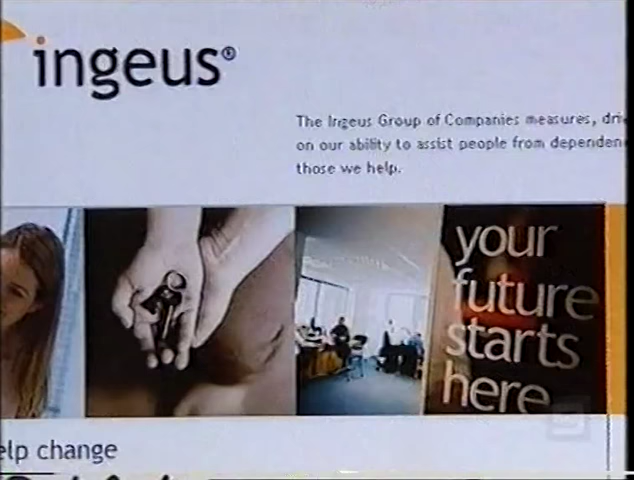 ingeus®
The Ingeus Group of Companies measures,
on our ability to assist people from
those we help.
your
future
starts
here
elp change